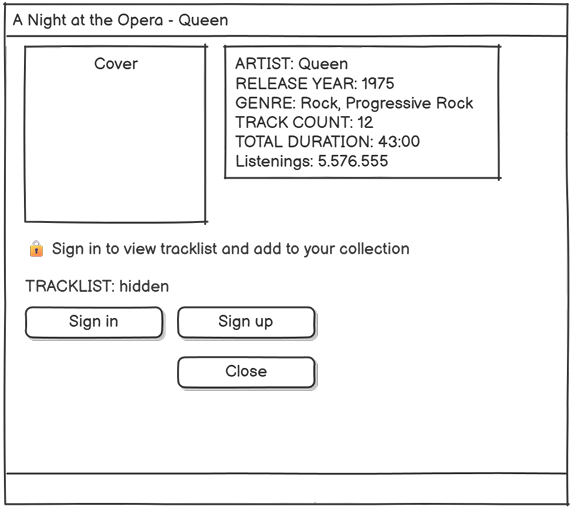 A Night at the Opera - Queen
Cover
ARTIST: Queen
RELEASE YEAR: 1975
GENRE: Rock, Progressive Rock
TRACK COUNT: 12
TOTAL DURATION: 43:00
Listenings: 5.576.555
Sign in to view tracklist and add to your collection
TRACKLIST: hidden
Sign in
Sign up
Close